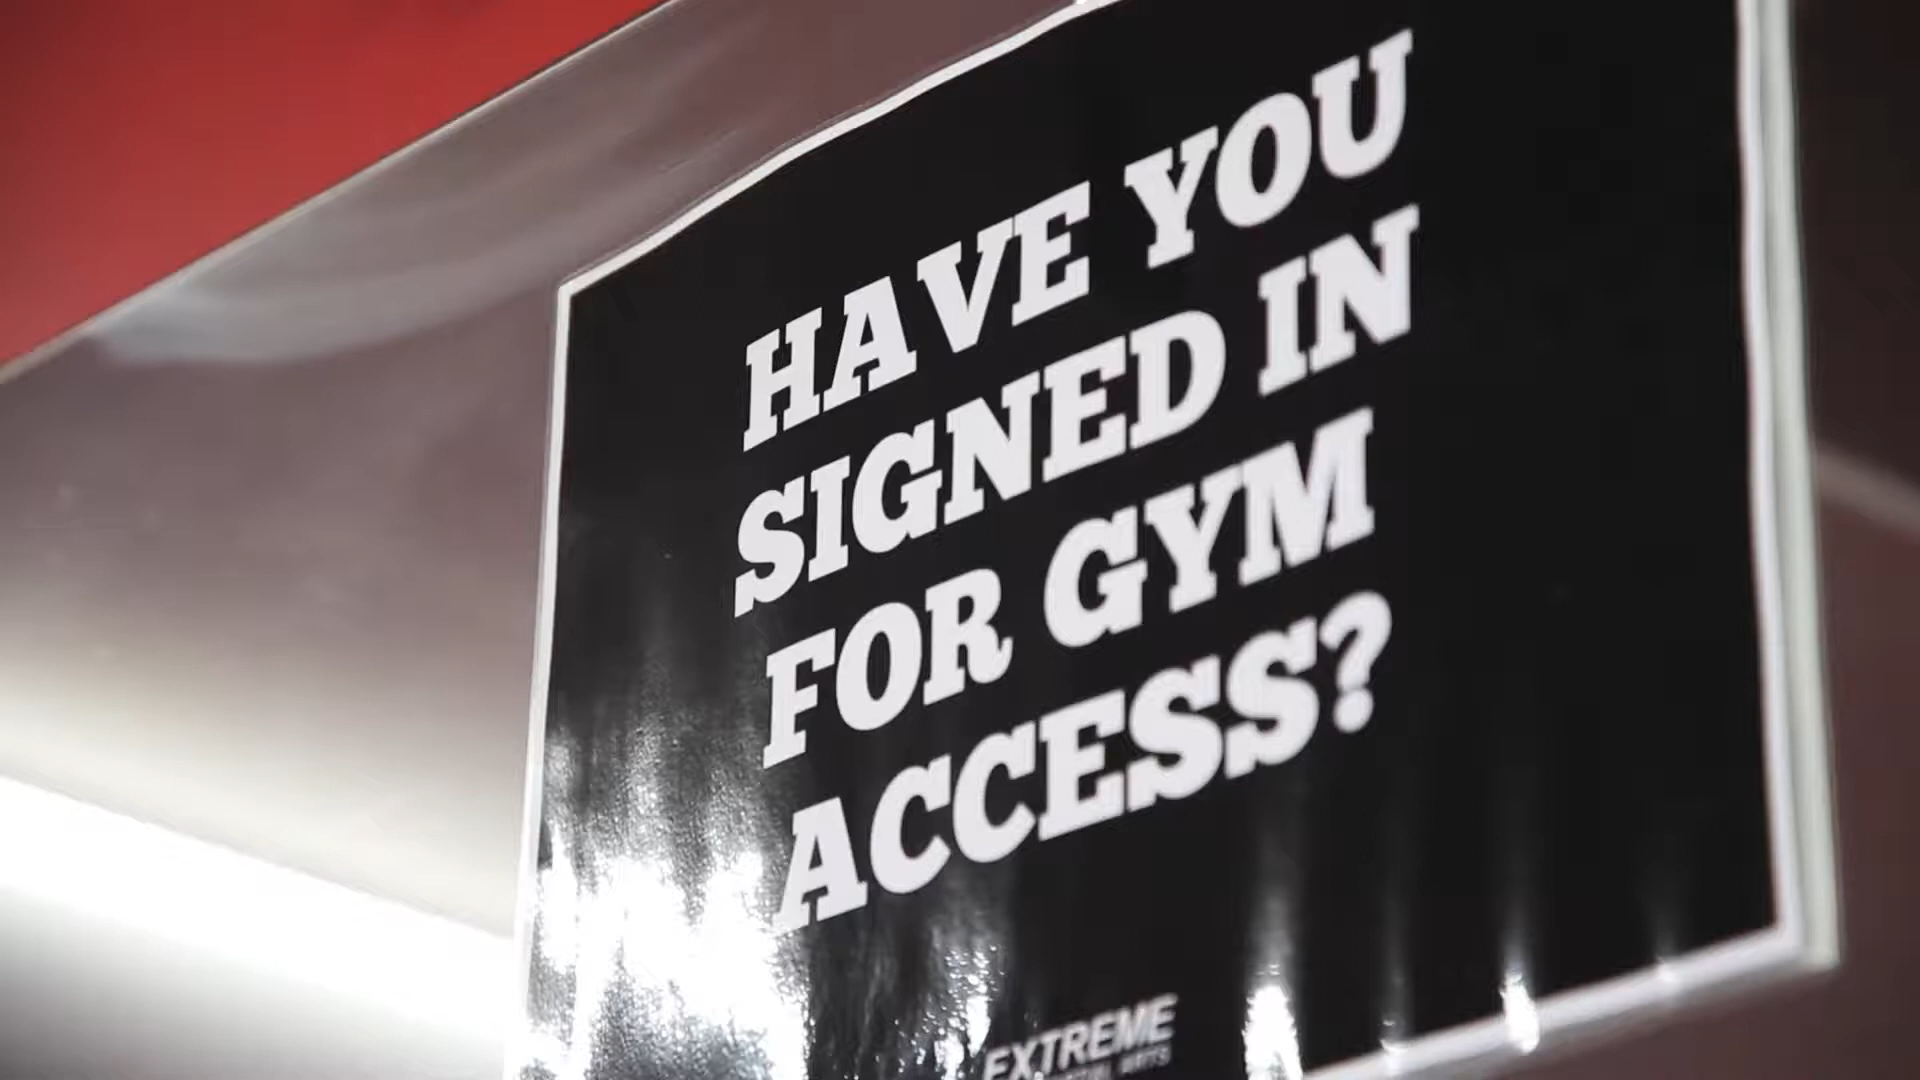 HAVE YOU
SIGNED IN
FOR GYM
ACCESS?
EXTREME